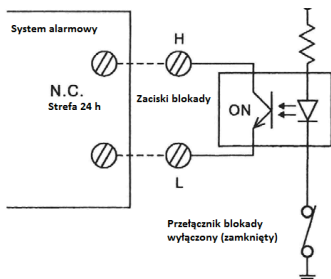 System alarmowy
H
N.C.
Strefa 24 h
Zaciski blokady
ON
L
Przełącznik blokady
wyłączony (zamknięty)